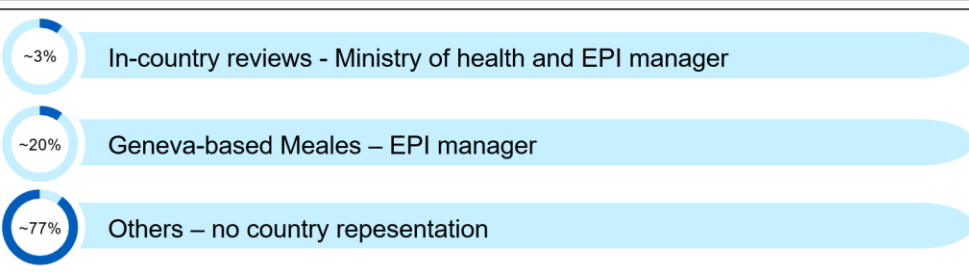 ~3%
In-country reviews - Ministry of health and EPI manager
~20%
Geneva-based Meales – EPI manager
~77%
Others – no country repesentation